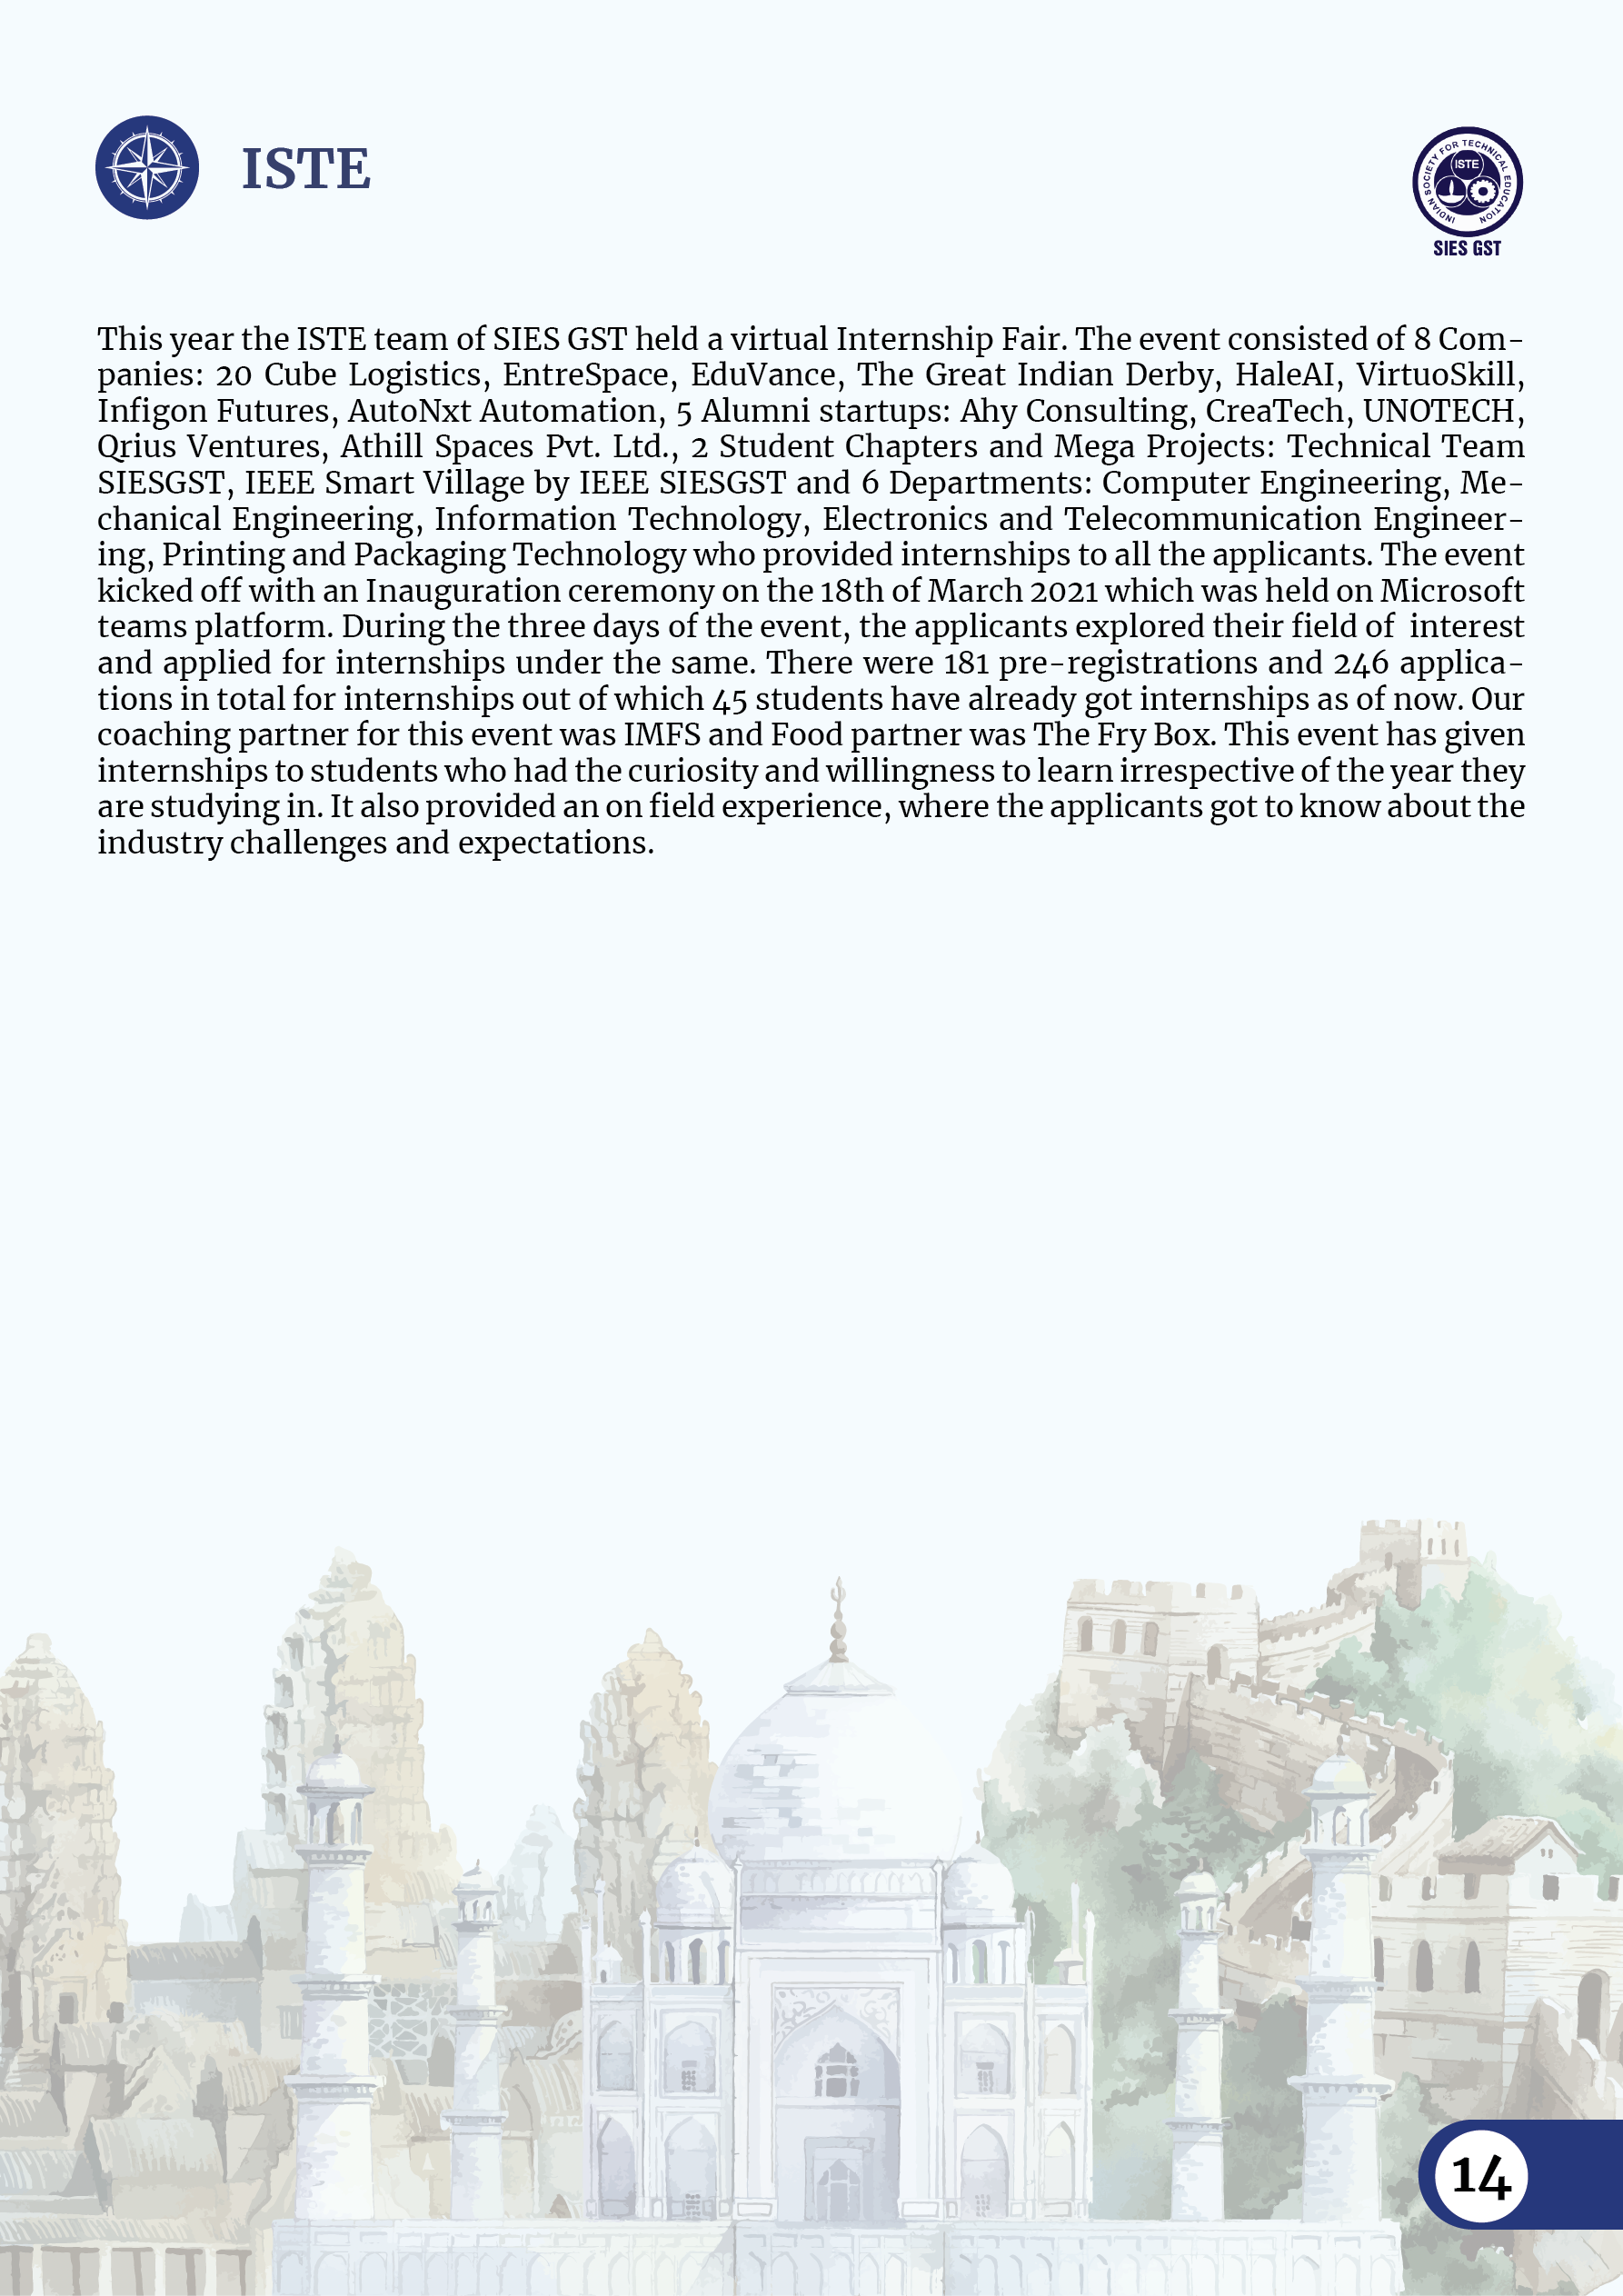 ISTE
INDIAN SOCIETY FOR TECHNICAL EDUCATION
ISTE
SIES GST
This year the ISTE team of SIES GST held a virtual Internship Fair. The event consisted of 8 Com-
panies: 20 Cube Logistics, EntreSpace, EduVance, The Great Indian Derby, HaleAI, VirtuoSkill,
Infigon Futures, AutoNxt Automation, 5 Alumni startups: Ahy Consulting, CreaTech, UNOTECH,
Qrius Ventures, Athill Spaces Pvt. Ltd., 2 Student Chapters and Mega Projects: Technical Team
SIESGST, IEEE Smart Village by IEEE SIESGST and 6 Departments: Computer Engineering, Me-
chanical Engineering, Information Technology, Electronics and Telecommunication Engineer-
ing, Printing and Packaging Technology who provided internships to all the applicants. The event
kicked off with an Inauguration ceremony on the 18th of March 2021 which was held on Microsoft
teams platform. During the three days of the event, the applicants explored their field of interest
and applied for internships under the same. There were 181 pre-registrations and 246 applica-
tions in total for internships out of which 45 students have already got internships as of now. Our
coaching partner for this event was IMFS and Food partner was The Fry Box. This event has given
internships to students who had the curiosity and willingness to learn irrespective of the year they
are studying in. It also provided an on field experience, where the applicants got to know about the
industry challenges and expectations.
14